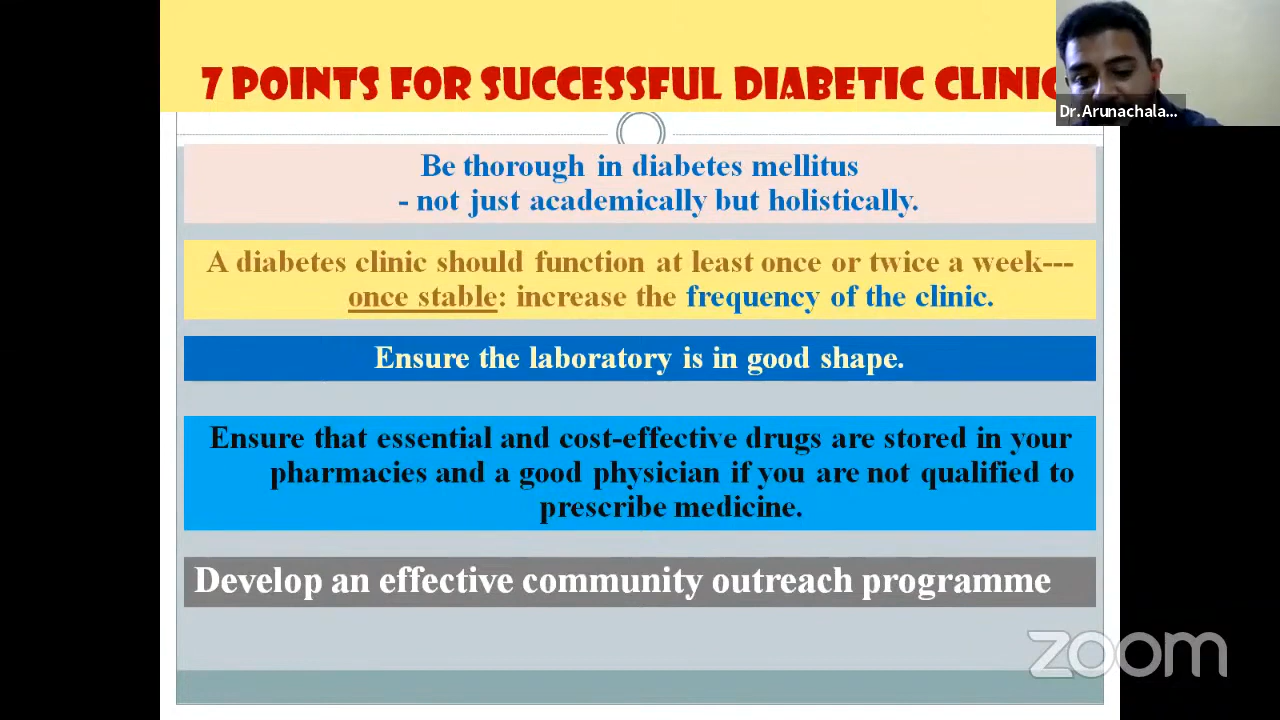 7 POINTS FOR SUCCESSFUL DIABETIC CLINIC
Dr.Arunachala...
Be thorough in diabetes mellitus
- not just academically but holistically.
A diabetes clinic should function at least once or twice a week---
once stable: increase the frequency of the clinic.
Ensure the laboratory is in good shape.
Ensure that essential and cost-effective drugs are stored in your
pharmacies and a good physician if you are not qualified to
prescribe medicine.
Develop an effective community outreach programme
zoom